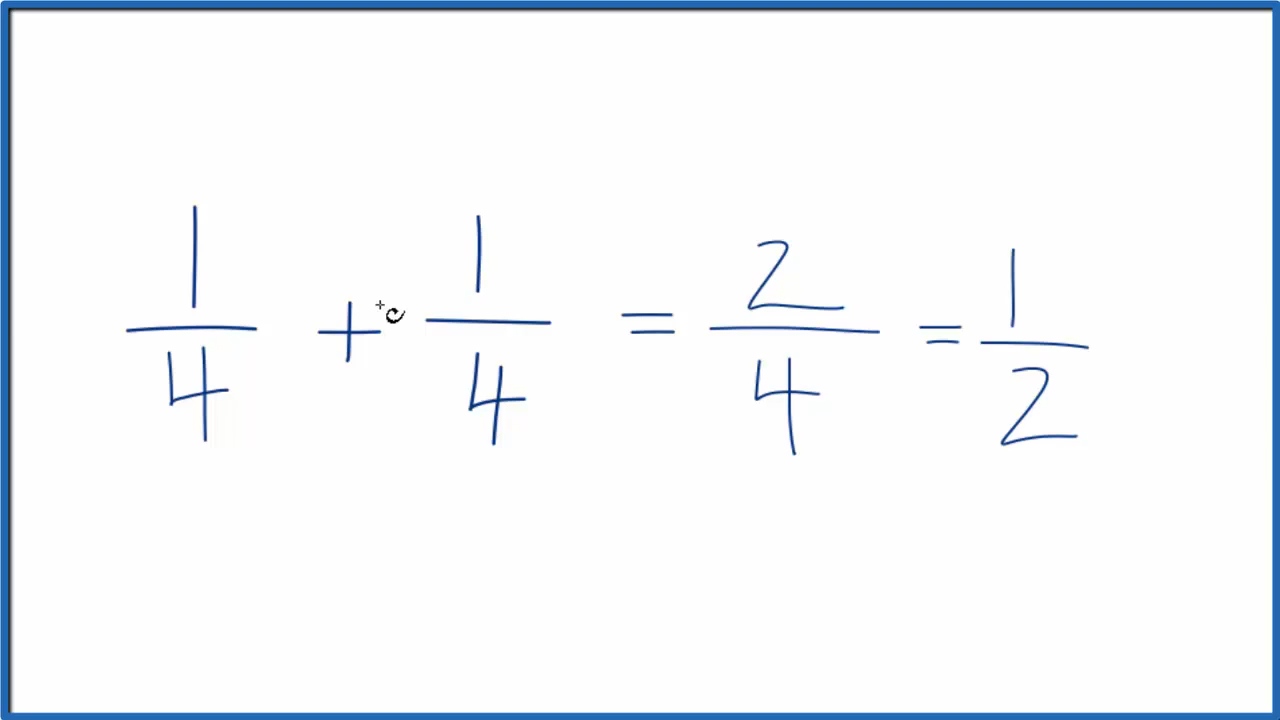 1/4 + 1/4 = 2/4 = 1/2